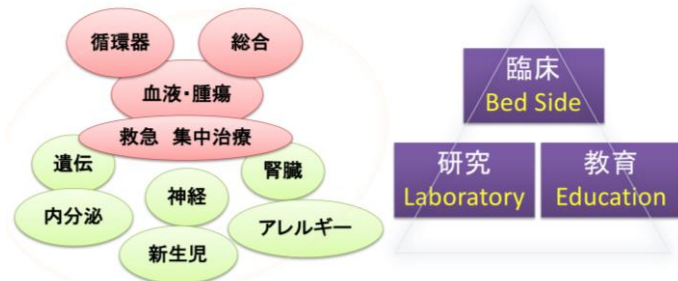 循環器
総合
血液・腫瘍
救急 集中治療
遺伝
腎臓
神経
内分泌
アレルギー
新生児
臨床
Bed Side
研究
Laboratory
教育
Education